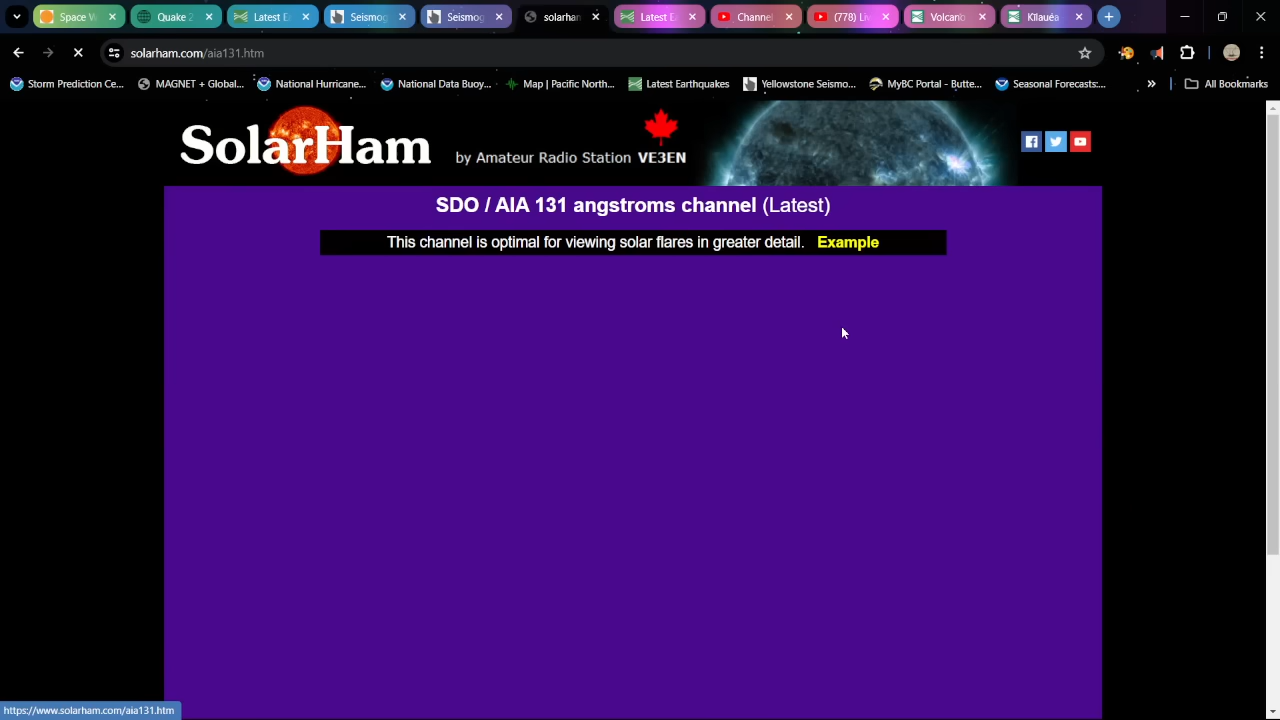 Space W
Quake 2
Latest E
Seismog
Seismog
solarham
Latest E
Channel
(778) Liv
Volcano
Kīlauea
solarham.com/aia131.htm
Storm Prediction Ce...
MAGNET + Global...
National Hurricane...
National Data Buoy...
Map | Pacific North...
Latest Earthquakes
Yellowstone Seismo...
MyBC Portal - Butte...
Seasonal Forecasts:...
All Bookmarks
SolarHam
by Amateur Radio Station VE3EN
SDO / AIA 131 angstroms channel (Latest)
This channel is optimal for viewing solar flares in greater detail. Example
https://www.solarham.com/aia131.htm